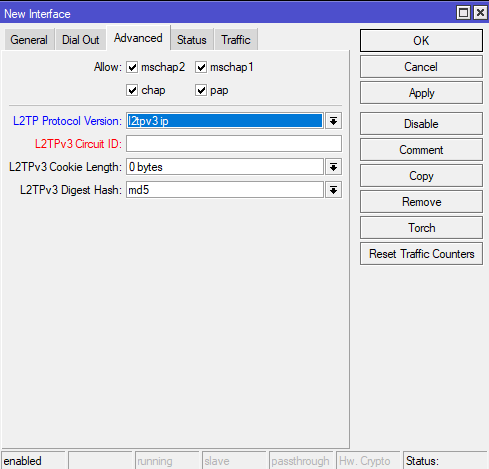 New Interface
General Dial Out Advanced Status Traffic
OK
Allow: mschap2 mschap1
Cancel
chap pap
Apply
L2TP Protocol Version: l2tpv3 ip
Disable
L2TPv3 Circuit ID:
Comment
L2TPv3 Cookie Length: 0 bytes
Copy
L2TPv3 Digest Hash: md5
Remove
Torch
Reset Traffic Counters
enabled running slave passthrough Hw. Crypto Status: